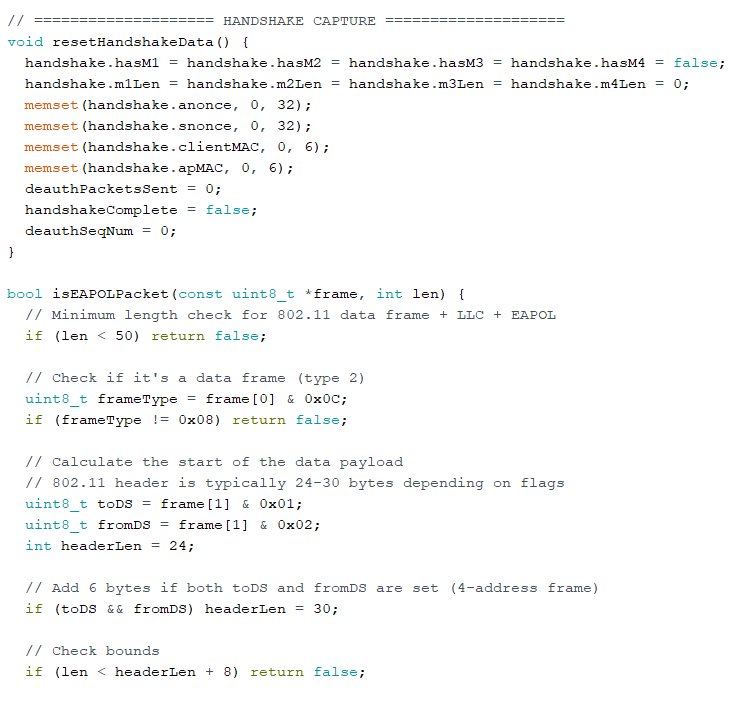 // ==================== HANDSHAKE CAPTURE ====================
void resetHandshakeData() {
  handshake.hasM1 = handshake.hasM2 = handshake.hasM3 = handshake.hasM4 = false;
  handshake.m1Len = handshake.m2Len = handshake.m3Len = handshake.m4Len = 0;
  memset(handshake.anonce, 0, 32);
  memset(handshake.snonce, 0, 32);
  memset(handshake.clientMAC, 0, 6);
  memset(handshake.apMAC, 0, 6);
  deauthPacketsSent = 0;
  handshakeComplete = false;
  deauthSeqNum = 0;
}

bool isEAPOLPacket(const uint8_t *frame, int len) {
  // Minimum length check for 802.11 data frame + LLC + EAPOL
  if (len < 50) return false;

  // Check if it's a data frame (type 2)
  uint8_t frameType = frame[0] & 0x0C;
  if (frameType != 0x08) return false;

  // Calculate the start of the data payload
  // 802.11 header is typically 24-30 bytes depending on flags
  uint8_t toDS = frame[1] & 0x01;
  uint8_t fromDS = frame[1] & 0x02;
  int headerLen = 24;

  // Add 6 bytes if both toDS and fromDS are set (4-address frame)
  if (toDS && fromDS) headerLen = 30;

  // Check bounds
  if (len < headerLen + 8) return false;